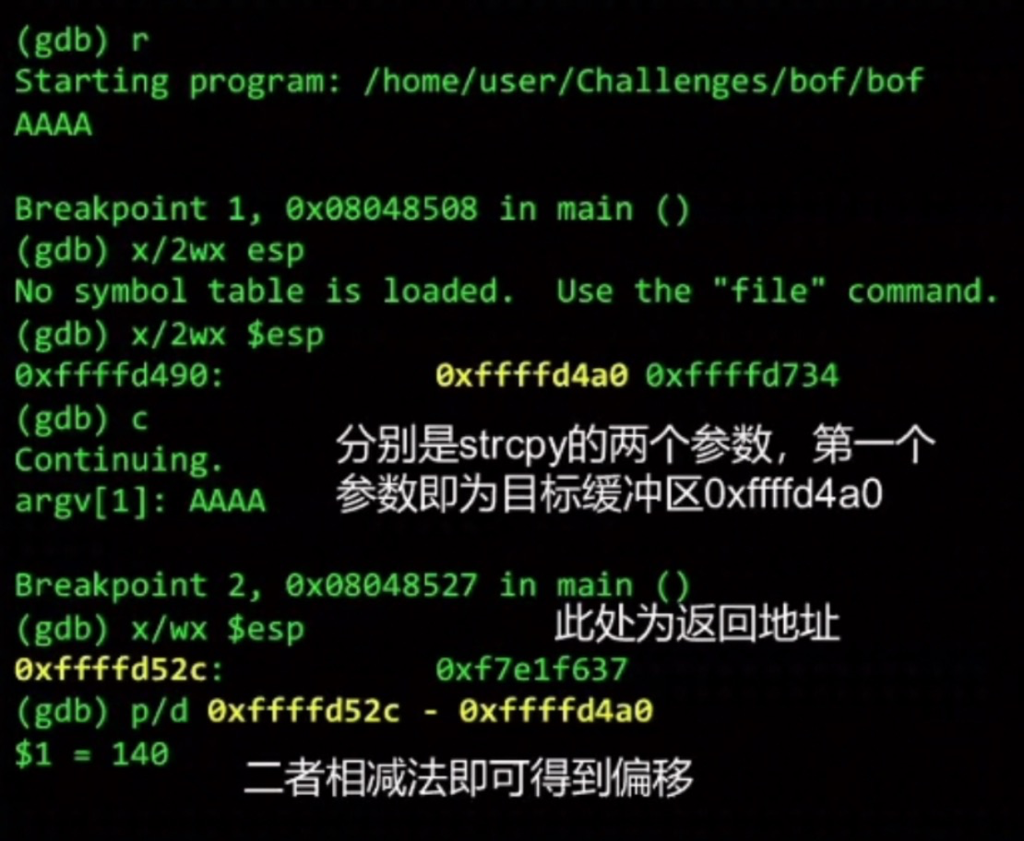 (gdb) r
Starting program: /home/user/Challenges/bof/bof
AAAA
Breakpoint 1, 0x08048508 in main ()
(gdb) x/2wx esp
No symbol table is loaded.  Use the "file" command.
(gdb) x/2wx $esp
0xffffd490: 0xffffd4a0 0xffffd734
(gdb) c
分别是strcpy的两个参数，第一个
Continuing.
参数即为目标缓冲区0xffffd4a0
argv[1]: AAAA
Breakpoint 2, 0x08048527 in main ()
此处为返回地址
(gdb) x/wx $esp
0xffffd52c: 0xf7e1f637
(gdb) p/d 0xffffd52c - 0xffffd4a0
$1 = 140
二者相减法即可得到偏移